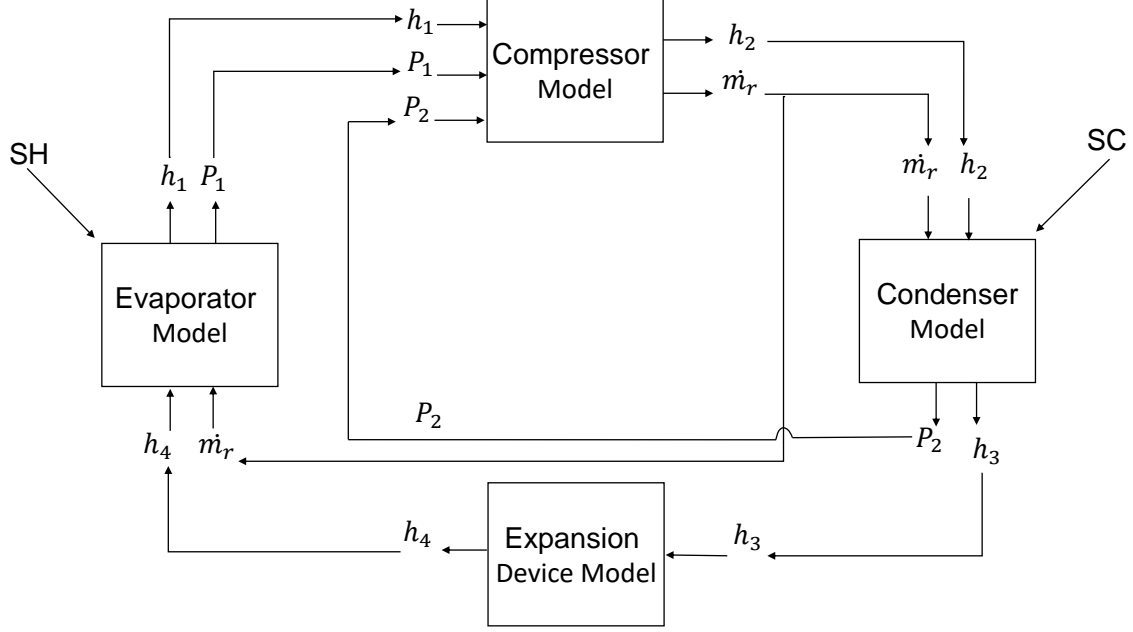 h₁
P₁
P₂
Compressor
Model
h₂
ṁᵣ
SH
h₁ P₁
Evaporator
Model
h₄ ṁᵣ
SC
ṁᵣ h₂
Condenser
Model
P₂
h₃
P₂
h₄
Expansion
Device Model
h₃